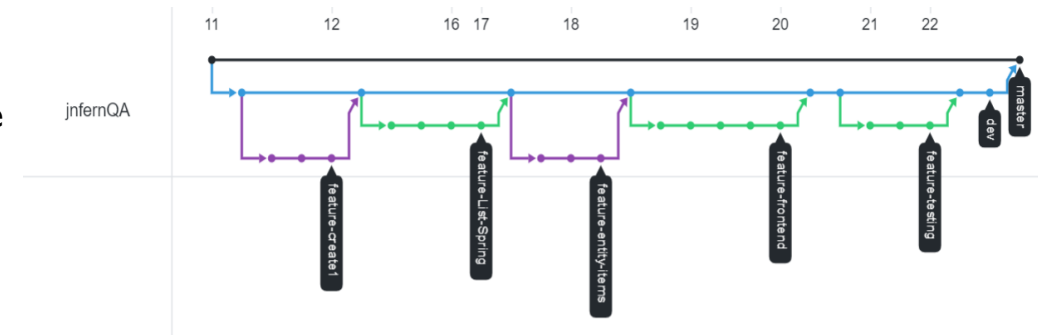 11 12 16 17 18 19 20 21 22
jnfernQA
master
dev
feature-create1
feature-List-Spring
feature-entity-items
feature-frontend
feature-testing
e